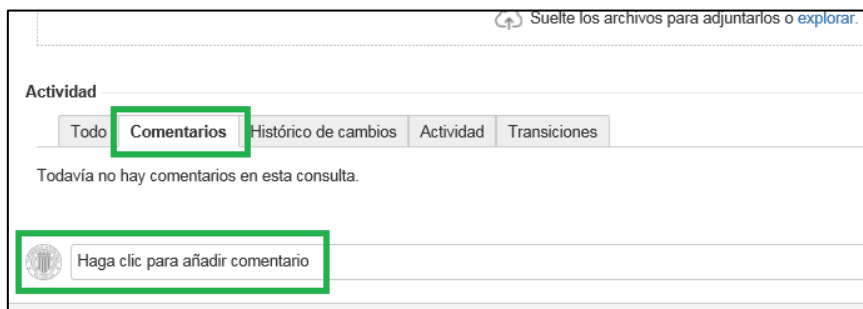 Suelte los archivos para adjuntarlos o explorar.
Actividad
Todo Comentarios Histórico de cambios Actividad Transiciones
Todavía no hay comentarios en esta consulta.
Haga clic para añadir comentario